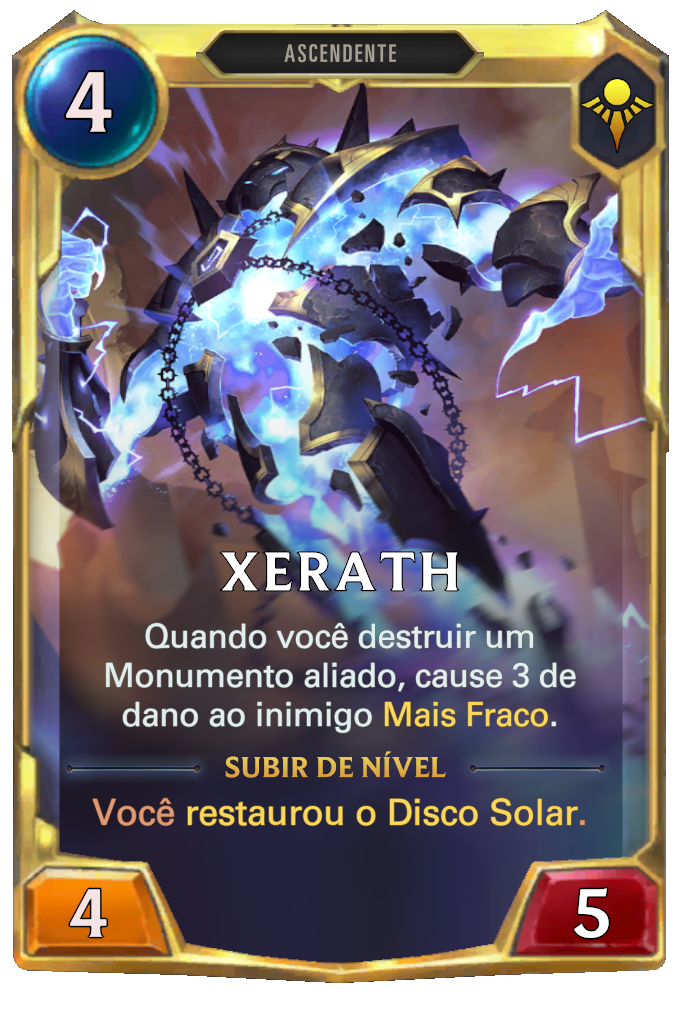 ASCENDENTE
4
XERATH
Quando você destruir um
Monumento aliado, cause 3 de
dano ao inimigo Mais Fraco.
SUBIR DE NÍVEL
Você restaurou o Disco Solar.
4
5